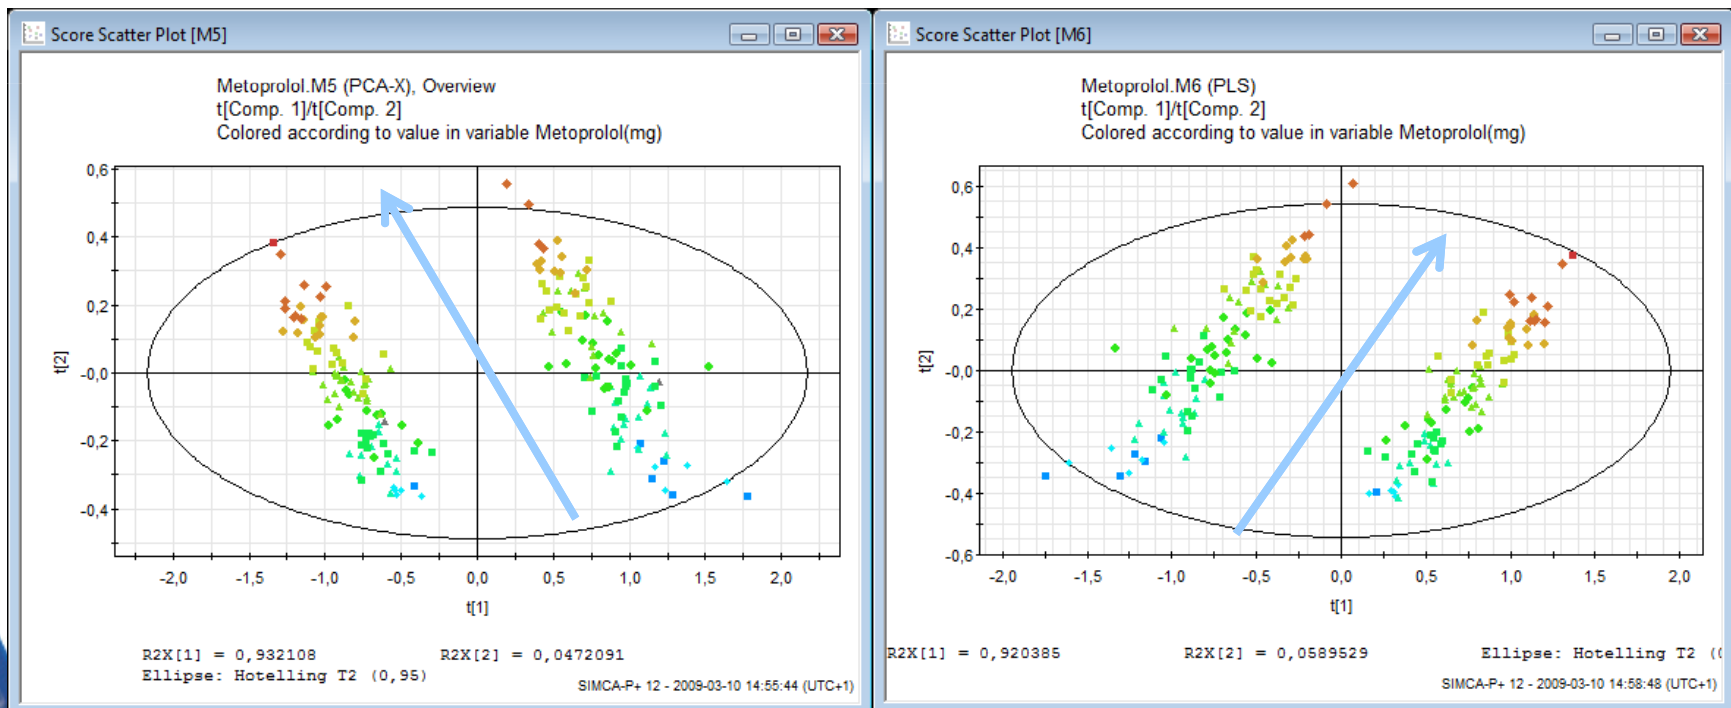 Score Scatter Plot [M5]
Metoprolol.M5 (PCA-X), Overview
t[Comp. 1]/t[Comp. 2]
Colored according to value in variable Metoprolol(mg)
0,6
0,4
0,2
-0,0
-0,2
-0,4
t[2]
-2,0 -1,5 -1,0 -0,5 0,0 0,5 1,0 1,5 2,0
t[1]
R2X[1] = 0,932108 R2X[2] = 0,0472091
Ellipse: Hotelling T2 (0,95)
SIMCA-P+ 12 - 2009-03-10 14:55:44 (UTC+1)
Score Scatter Plot [M6]
Metoprolol.M6 (PLS)
t[Comp. 1]/t[Comp. 2]
Colored according to value in variable Metoprolol(mg)
0,6
0,4
0,2
-0,0
-0,2
-0,4
-0,6
t[2]
-2,0 -1,5 -1,0 -0,5 0,0 0,5 1,0 1,5 2,0
t[1]
R2X[1] = 0,920385 R2X[2] = 0,0589529 Ellipse: Hotelling T2 (
SIMCA-P+ 12 - 2009-03-10 14:58:48 (UTC+1)